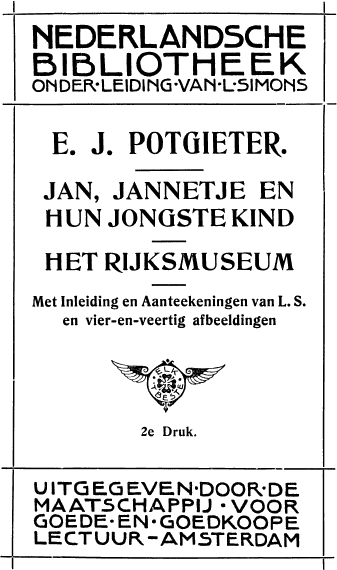 NEDERLANDSCHE
BIBLIOTHEEK
ONDER·LEIDING·VAN·L·SIMONS
E. J. POTGIETER.
JAN, JANNETJE EN
HUN JONGSTE KIND
HET RIJKSMUSEUM
Met Inleiding en Aanteekeningen van L. S.
en vier-en-veertig afbeeldingen
ELK
'T BESTE
2e Druk.
UITGEGEVEN·DOOR·DE
MAATSCHAPPIJ·VOOR
GOEDE·EN·GOEDKOOPE
LECTUUR–AMSTERDAM